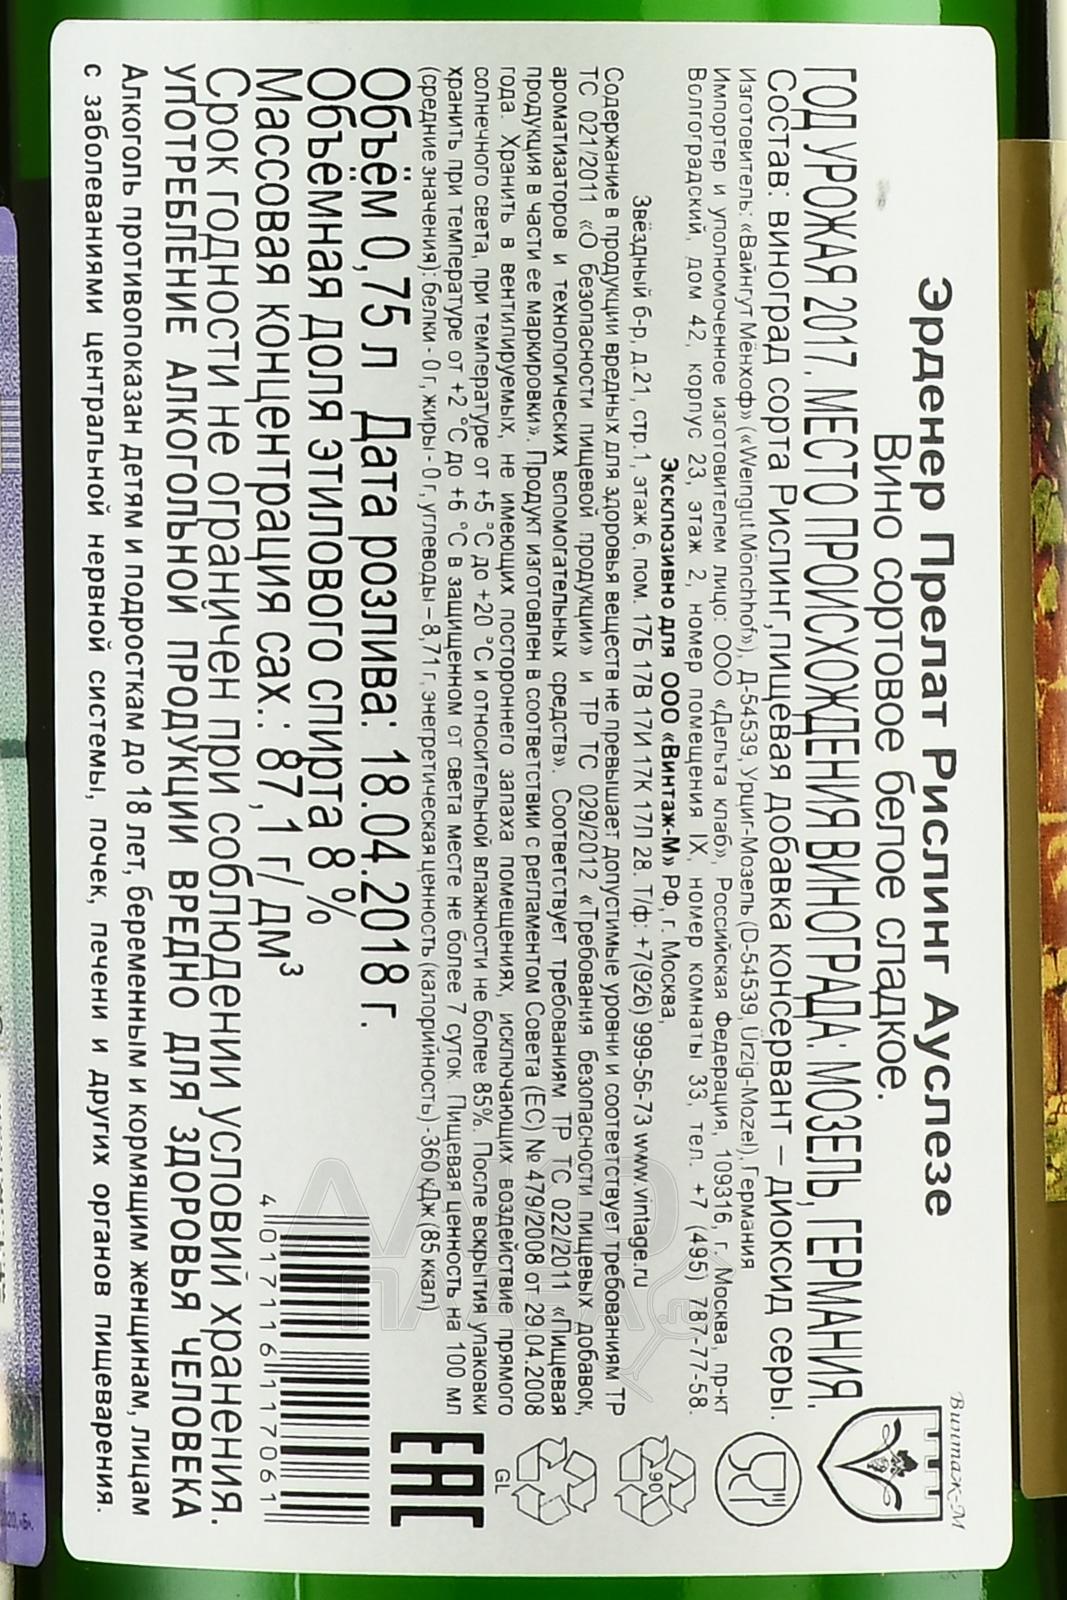 Эрденер Прелат Рислинг Ауслезе
Вино сортовое белое сладкое.
ГОД УРОЖАЯ 2017. МЕСТО ПРОИСХОЖДЕНИЯ ВИНОГРАДА: МОЗЕЛЬ, ГЕРМАНИЯ.
Состав: виноград сорта Рислинг,пищевая добавка консервант – диоксид серы.
Изготовитель: «Вайнгут Мёнхоф» («Weingut Mönchhof»), Д-54539, Урциг-Мозель (D-54539, Ürzig-Mozel), Германия
Импортер и уполномоченное изготовителем лицо: ООО «Дельта клаб», Российская Федерация, 109316, г. Москва, пр-кт
Волгоградский, дом 42, корпус 23, этаж 2, номер помещения IX, номер комнаты 33, тел. +7 (495) 787-77-58.
Эксклюзивно для ООО «Винтаж-М» РФ, г. Москва,
Звёздный б-р, д.21, стр.1, этаж 6. пом. 17Б 17В 17И 17К 17Л 28. Т/ф: +7(926) 999-56-73 www.vintage.ru
Содержание в продукции вредных для здоровья веществ не превышает допустимые уровни и соответствует требованиям ТР
ТС 021/2011 «О безопасности пищевой продукции» и ТР ТС 029/2012 «Требования безопасности пищевых добавок,
ароматизаторов и технологических вспомогательных средств». Соответствует требованиям ТР ТС 022/2011 «Пищевая
продукция в части ее маркировки». Продукт изготовлен в соответствии с регламентом Совета (ЕС) № 479/2008 от 29.04.2008
года. Хранить в вентилируемых, не имеющих постороннего запаха помещениях, исключающих воздействие прямого
солнечного света, при температуре от +5 °С до +20 °С и относительной влажности не более 85%. После вскрытия упаковки
хранить при температуре от +2 °С до +6 °С в защищенном от света месте не более 7 суток. Пищевая ценность на 100 мл
(средние значения): белки - 0 г, жиры - 0 г, углеводы – 8,71 г, энергетическая ценность (калорийность) -360 кДж (85 ккал)
Объём 0,75 л Дата розлива: 18.04.2018 г.
Объёмная доля этилового спирта 8 %
Массовая концентрация сах.: 87,1 г/дм³
Срок годности не ограничен при соблюдении условий хранения.
УПОТРЕБЛЕНИЕ АЛКОГОЛЬНОЙ ПРОДУКЦИИ ВРЕДНО ДЛЯ ЗДОРОВЬЯ ЧЕЛОВЕКА
Алкоголь противопоказан детям и подросткам до 18 лет, беременным и кормящим женщинам, лицам
с заболеваниями центральной нервной системы, почек, печени и других органов пищеварения.
Винтаж-М
90
GL
EAC
4 017116 117061